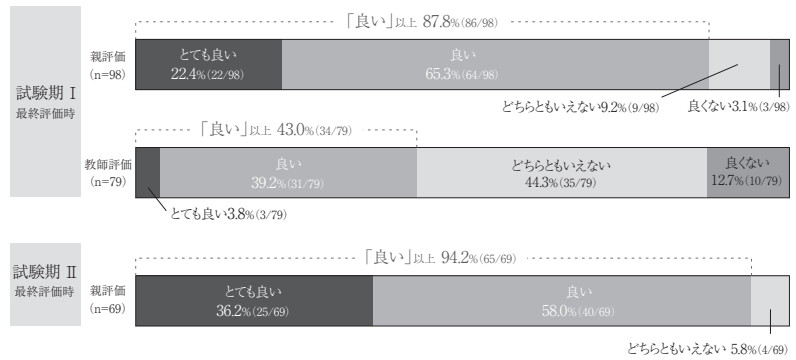 「良い」以上 87.8%(86/98)
試験期 I
最終評価時
親評価
(n=98)
とても良い
22.4%(22/98)
良い
65.3%(64/98)
どちらともいえない9.2%(9/98)
良くない3.1%(3/98)
「良い」以上 43.0%(34/79)
教師評価
(n=79)
良い
39.2%(31/79)
どちらともいえない
44.3%(35/79)
良くない
12.7%(10/79)
とても良い3.8%(3/79)
「良い」以上 94.2%(65/69)
試験期 II
最終評価時
親評価
(n=69)
とても良い
36.2%(25/69)
良い
58.0%(40/69)
どちらともいえない 5.8%(4/69)